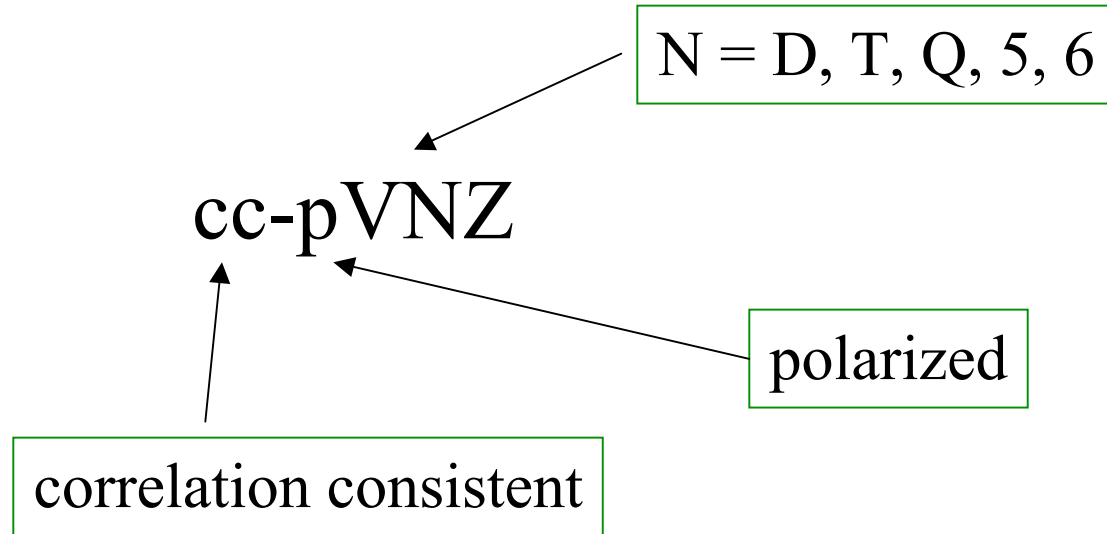 N = D, T, Q, 5, 6
cc-pVNZ
polarized
correlation consistent